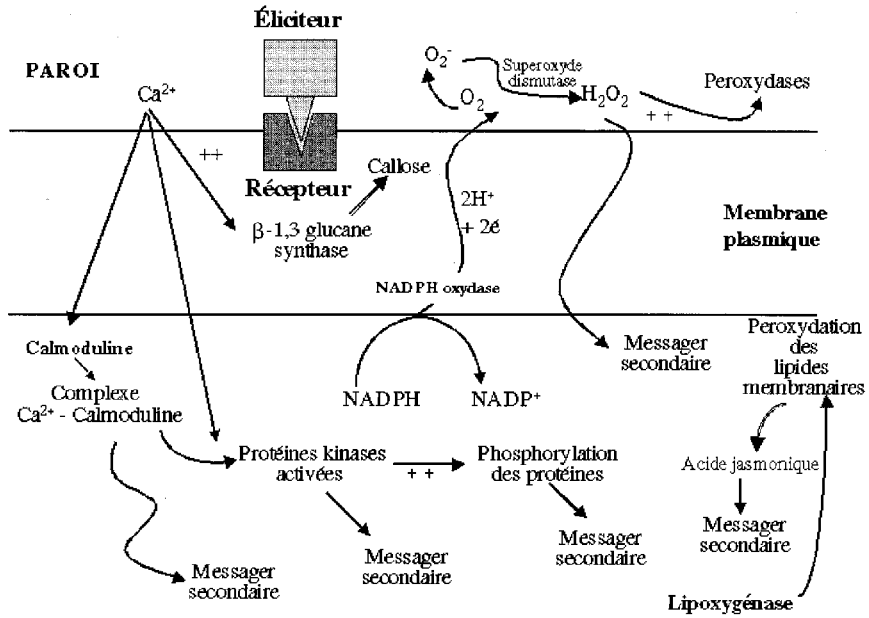 Éliciteur
PAROI
Ca²⁺
++
Récepteur
β-1,3 glucane
synthase
Callose
O₂⁻
O₂
Superoxyde
dismutase
H₂O₂
++
Peroxydases
2H⁺
+ 2é
NADPH oxydase
Membrane
plasmique
Calmoduline
Complexe
Ca²⁺ - Calmoduline
NADPH
NADP⁺
Messager
secondaire
Peroxydation
des
lipides
membranaires
Protéines kinases
activées
++
Phosphorylation
des protéines
Acide jasmonique
Messager
secondaire
Messager
secondaire
Messager
secondaire
Messager
secondaire
Lipoxygénase